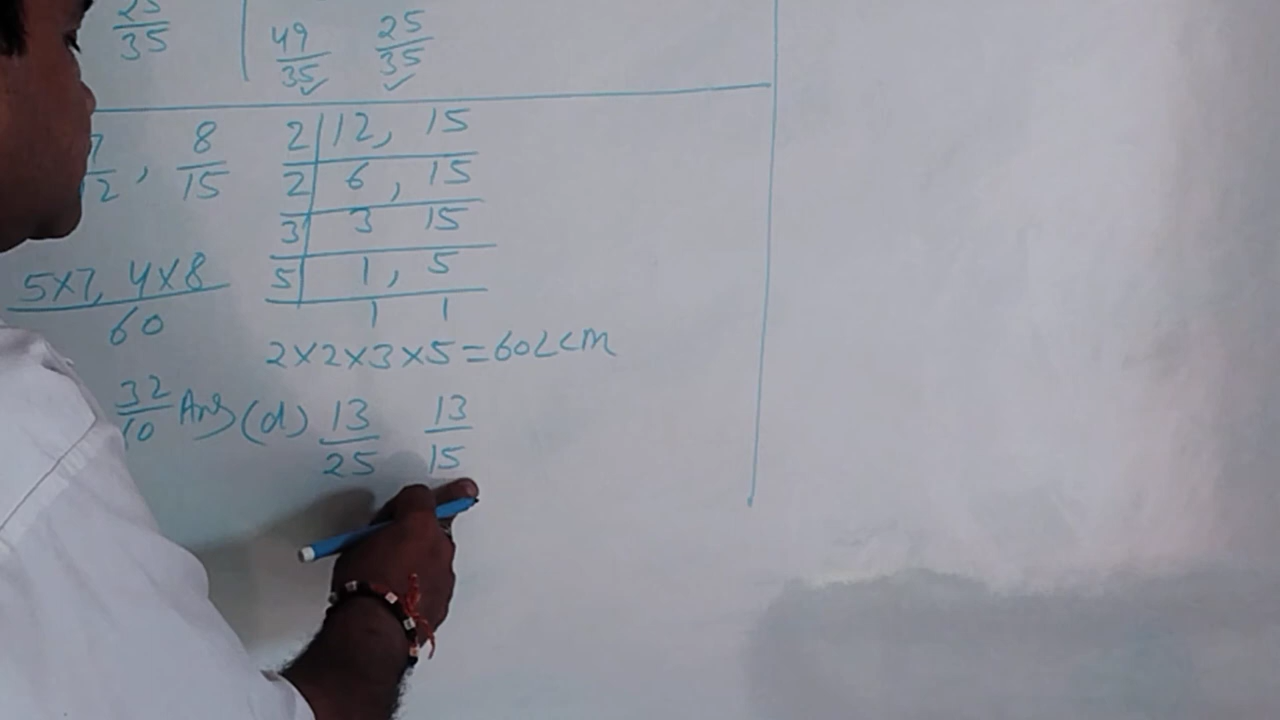 25/35 49/35 ✓ 25/35 ✓
7/12, 8/15
2 | 12, 15
2 | 6, 15
3 | 3 15
5 | 1, 5
1 1
5×7, 4×8 / 60
2×2×3×5=60 LCM
32/10 Ans (d) 13/25 13/15